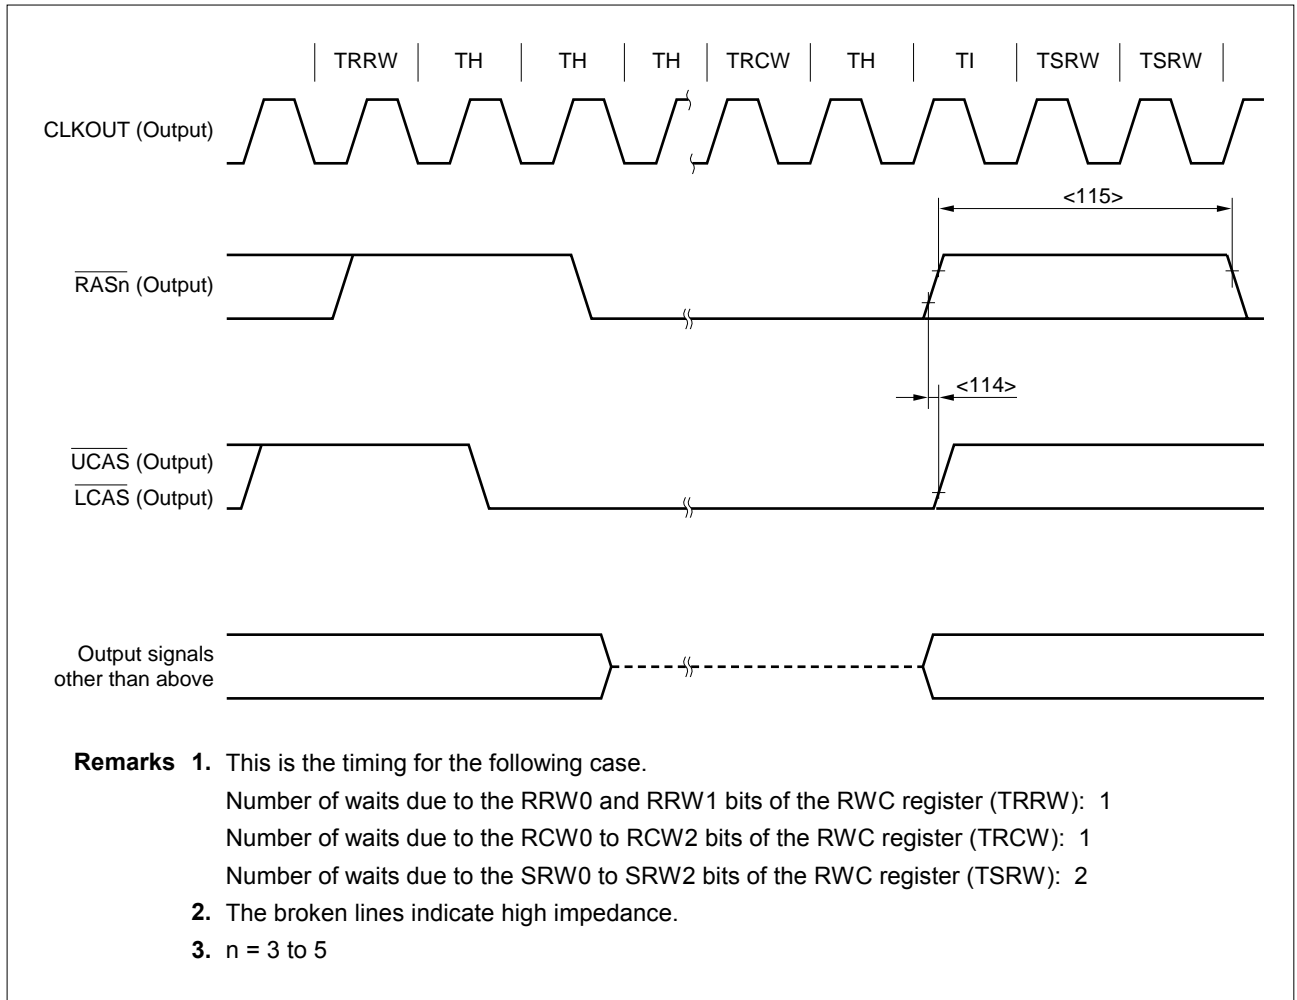 TRRW TH TH TH TRCW TH TI TSRW TSRW
CLKOUT (Output)
<115>
RASn (Output)
<114>
UCAS (Output)
LCAS (Output)
Output signals
other than above
Remarks 1. This is the timing for the following case.
Number of waits due to the RRW0 and RRW1 bits of the RWC register (TRRW): 1
Number of waits due to the RCW0 to RCW2 bits of the RWC register (TRCW): 1
Number of waits due to the SRW0 to SRW2 bits of the RWC register (TSRW): 2
2. The broken lines indicate high impedance.
3. n = 3 to 5